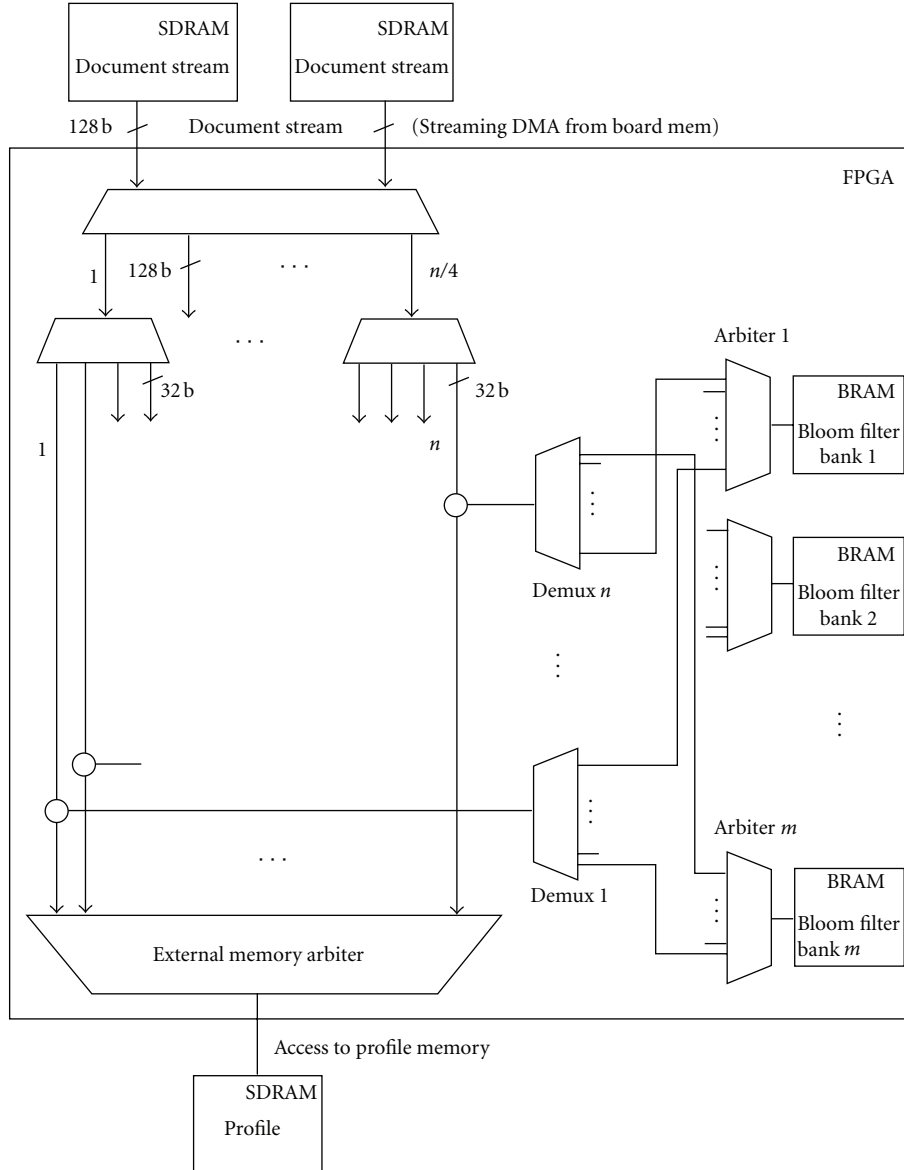 SDRAM
Document stream
SDRAM
Document stream
128 b
Document stream
(Streaming DMA from board mem)
FPGA
1
128 b
. . .
n/4
. . .
32 b
32 b
1
n
Arbiter 1
BRAM
Bloom filter
bank 1
Demux n
BRAM
Bloom filter
bank 2
Arbiter m
Demux 1
BRAM
Bloom filter
bank m
. . .
External memory arbiter
Access to profile memory
SDRAM
Profile